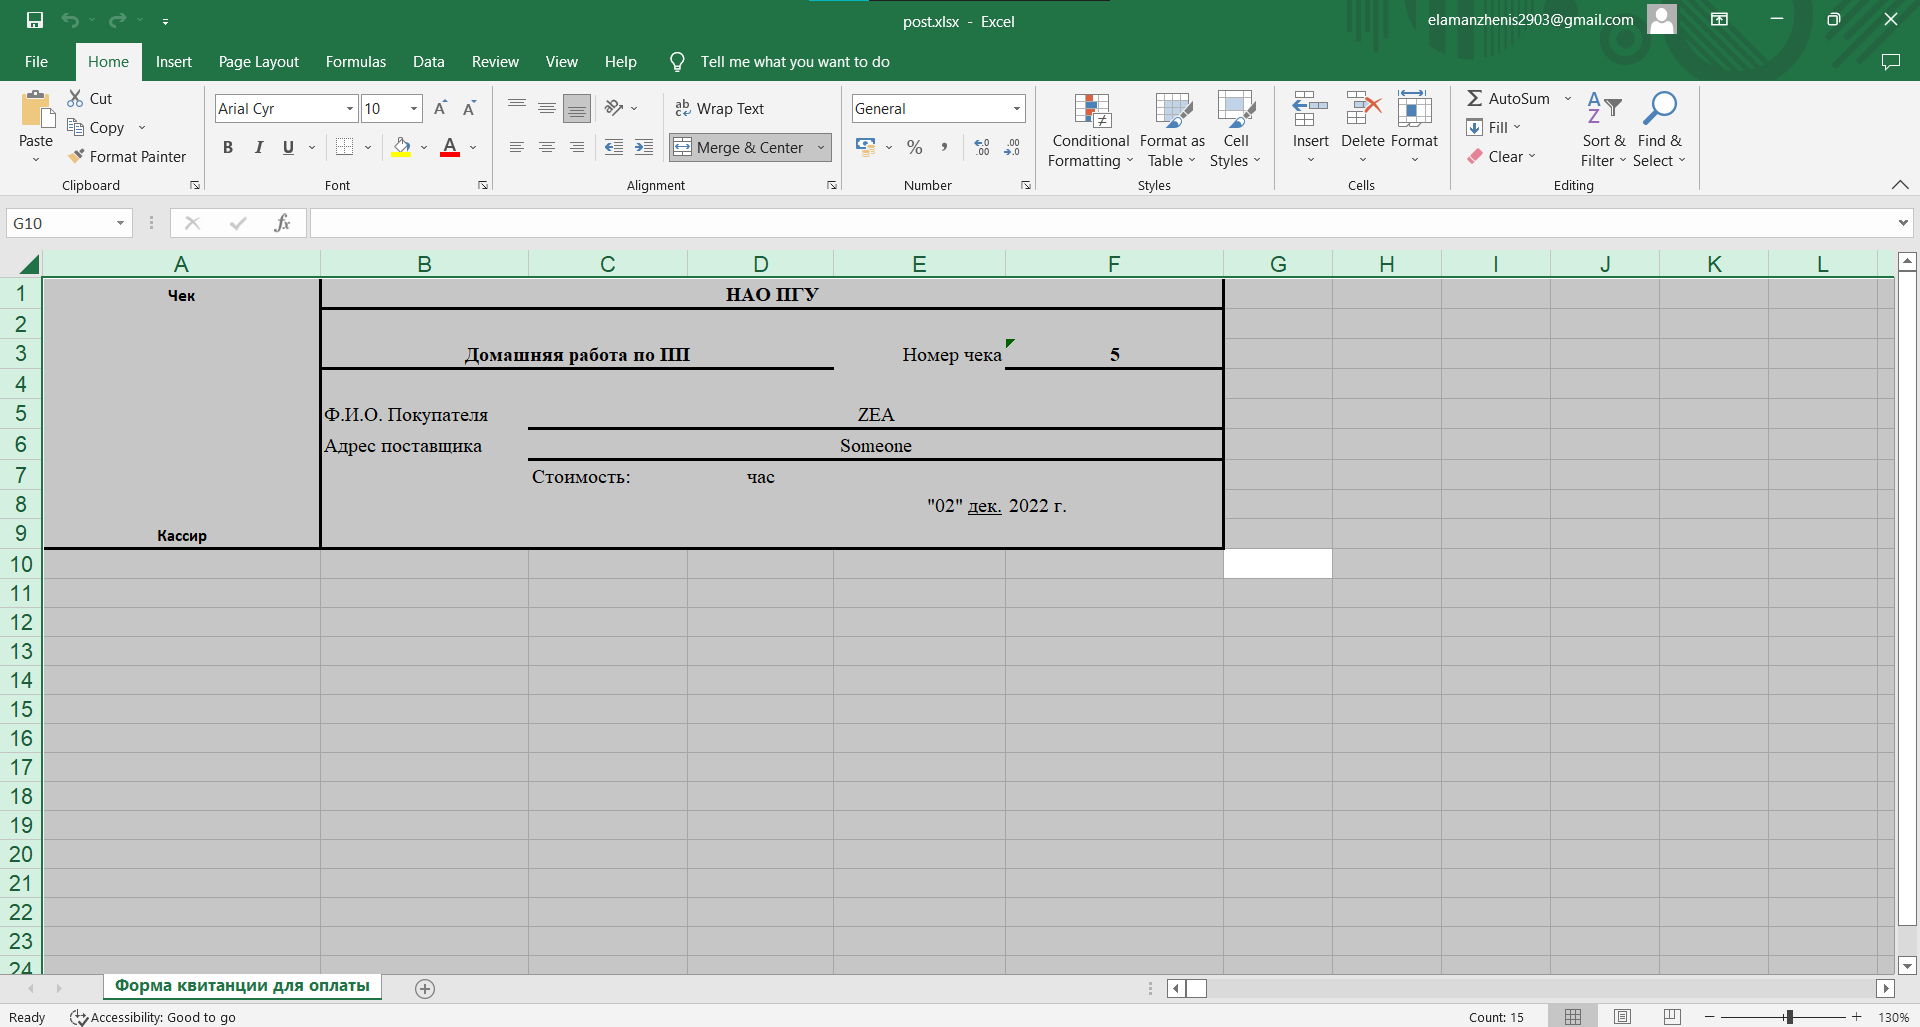 post.xlsx - Excel
elamanzhenis2903@gmail.com
File Home Insert Page Layout Formulas Data Review View Help Tell me what you want to do
Paste
Cut
Copy
Format Painter
Clipboard
Arial Cyr 10 A A
B I U A
Font
ab Wrap Text
Merge & Center
Alignment
General
% ,
Number
Conditional Formatting
Format as Table
Cell Styles
Styles
Insert Delete Format
Cells
AutoSum
Fill
Clear
Sort & Filter
Find & Select
Editing
G10 fx
A B C D E F G H I J K L
1 Чек НАО ПГУ
2
3 Домашняя работа по ПП Номер чека 5
4
5 Ф.И.О. Покупателя ZEA
6 Адрес поставщика Someone
7 Стоимость: час
8 "02" дек. 2022 г.
9 Кассир
10
11
12
13
14
15
16
17
18
19
20
21
22
23
24
Форма квитанции для оплаты
Ready Accessibility: Good to go Count: 15 130%